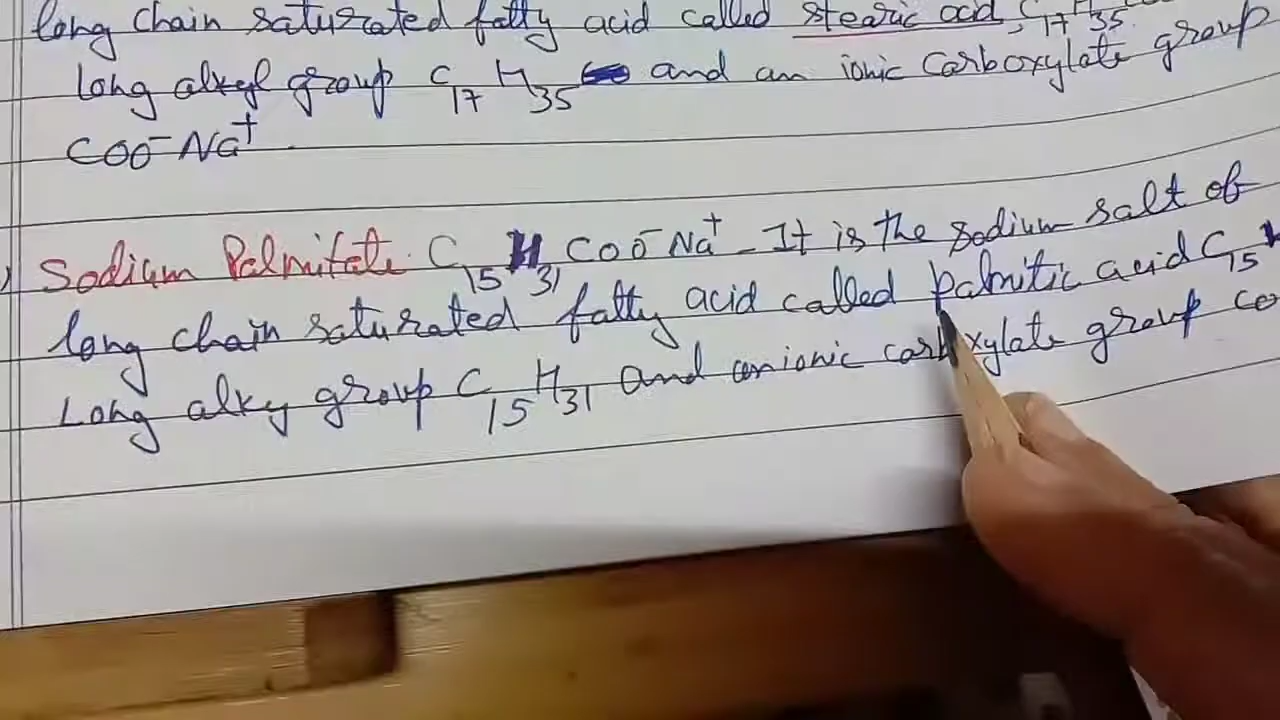 long chain saturated fatty acid called stearic acid, C17H35
long alkyl group C17H35 and an ionic carboxylate group
COO⁻Na⁺.
Sodium Palmitate C15H31COO⁻Na⁺ - It is the sodium salt of
long chain saturated fatty acid called palmitic acid C15H
Long alky group C15H31 and an ionic carboxylate group Co